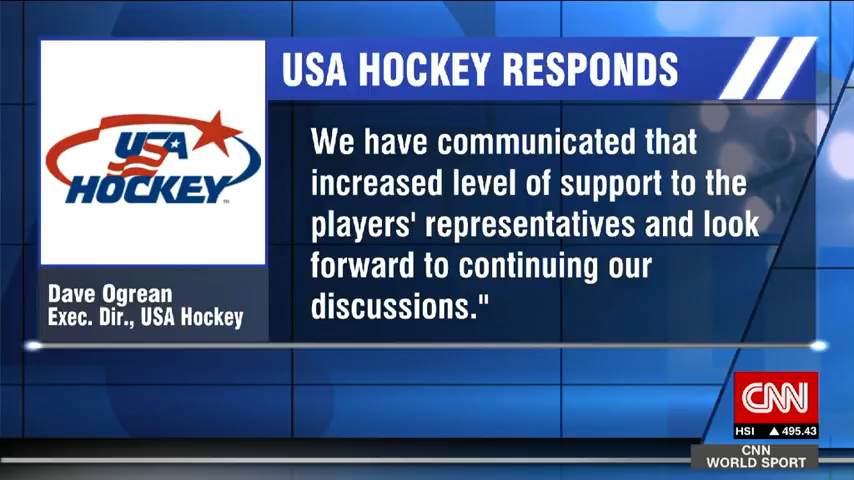 USA HOCKEY RESPONDS
USA
HOCKEY
We have communicated that
increased level of support to the
players' representatives and look
forward to continuing our
discussions."
Dave Ogrean
Exec. Dir., USA Hockey
CNN
HSI ▲ 495.43
CNN
WORLD SPORT